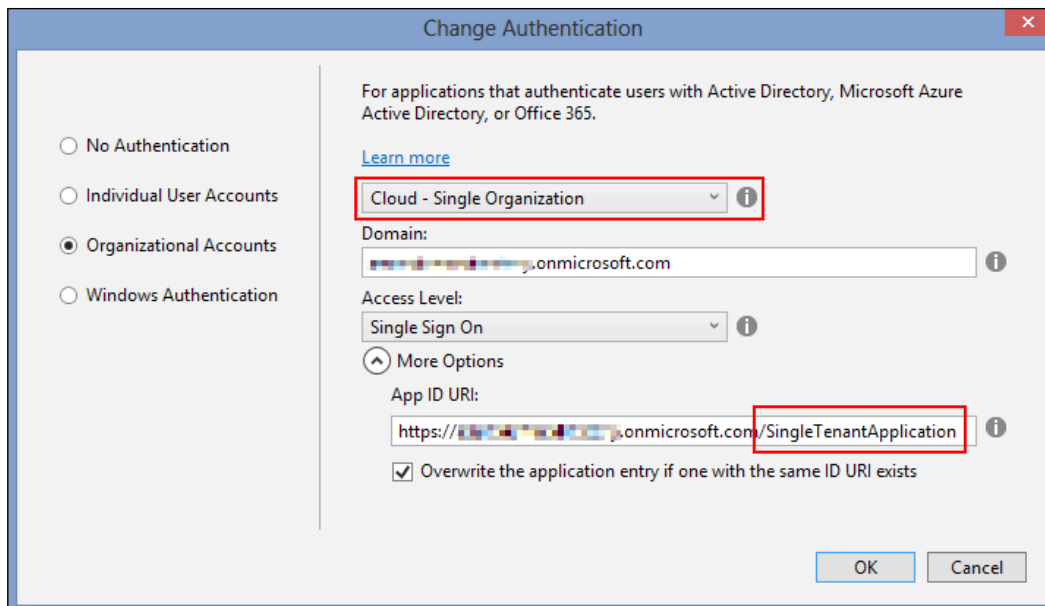 Change Authentication
For applications that authenticate users with Active Directory, Microsoft Azure
Active Directory, or Office 365.
No Authentication
Learn more
Individual User Accounts
Cloud - Single Organization
Domain:
Organizational Accounts
.onmicrosoft.com
Windows Authentication
Access Level:
Single Sign On
More Options
App ID URI:
https:// .onmicrosoft.com/SingleTenantApplication
Overwrite the application entry if one with the same ID URI exists
OK
Cancel